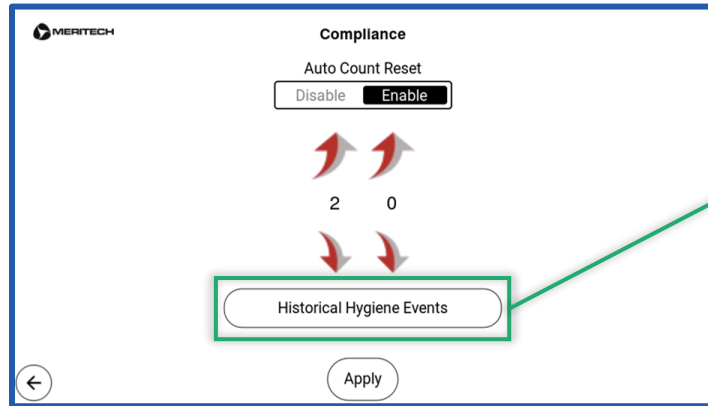 MERITECH
Compliance
Auto Count Reset
Disable Enable
2 0
Historical Hygiene Events
Apply